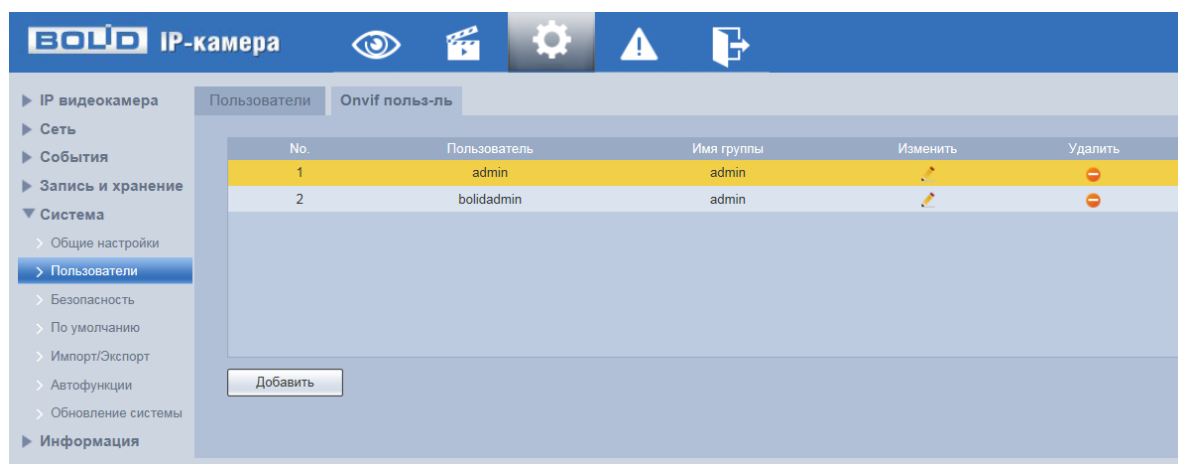 BOLID IP-камера
IP видеокамера
Сеть
События
Запись и хранение
Система
Общие настройки
Пользователи
Безопасность
По умолчанию
Импорт/Экспорт
Автофункции
Обновление системы
Информация
Пользователи Onvif польз-ль
No. Пользователь Имя группы Изменить Удалить
1 admin admin
2 bolidadmin admin
Добавить